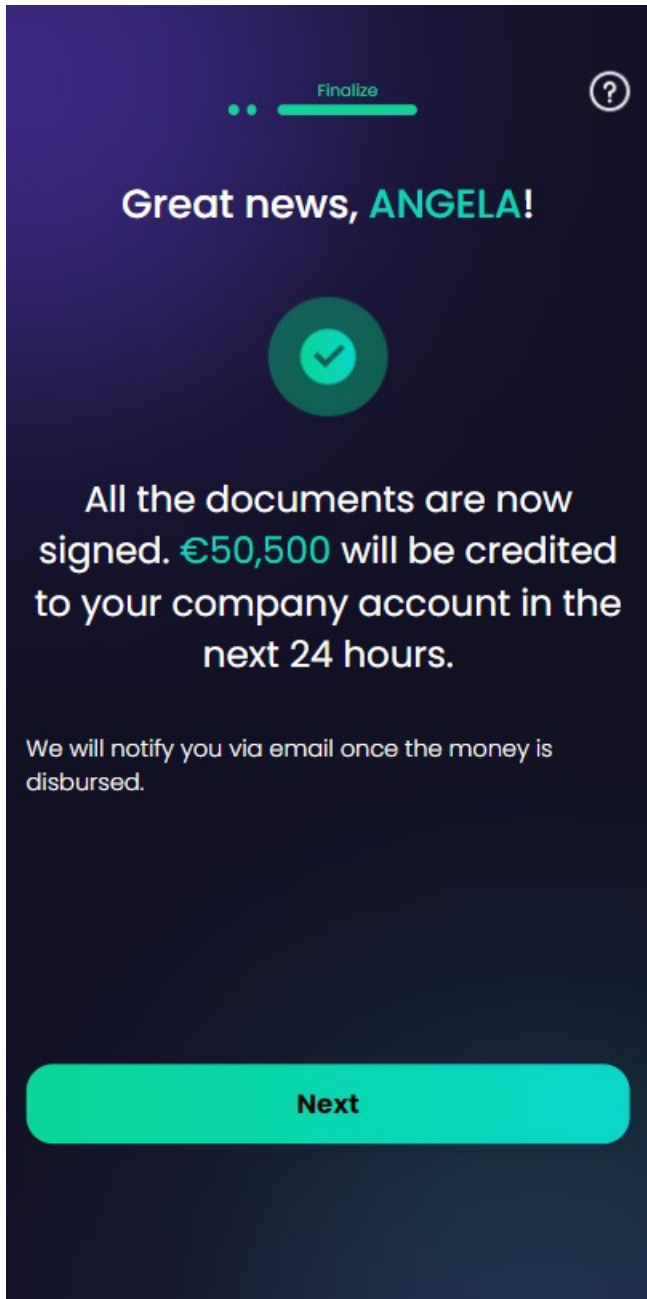 Finalize
?
Great news, ANGELA!
All the documents are now
signed. €50,500 will be credited
to your company account in the
next 24 hours.
We will notify you via email once the money is
disbursed.
Next